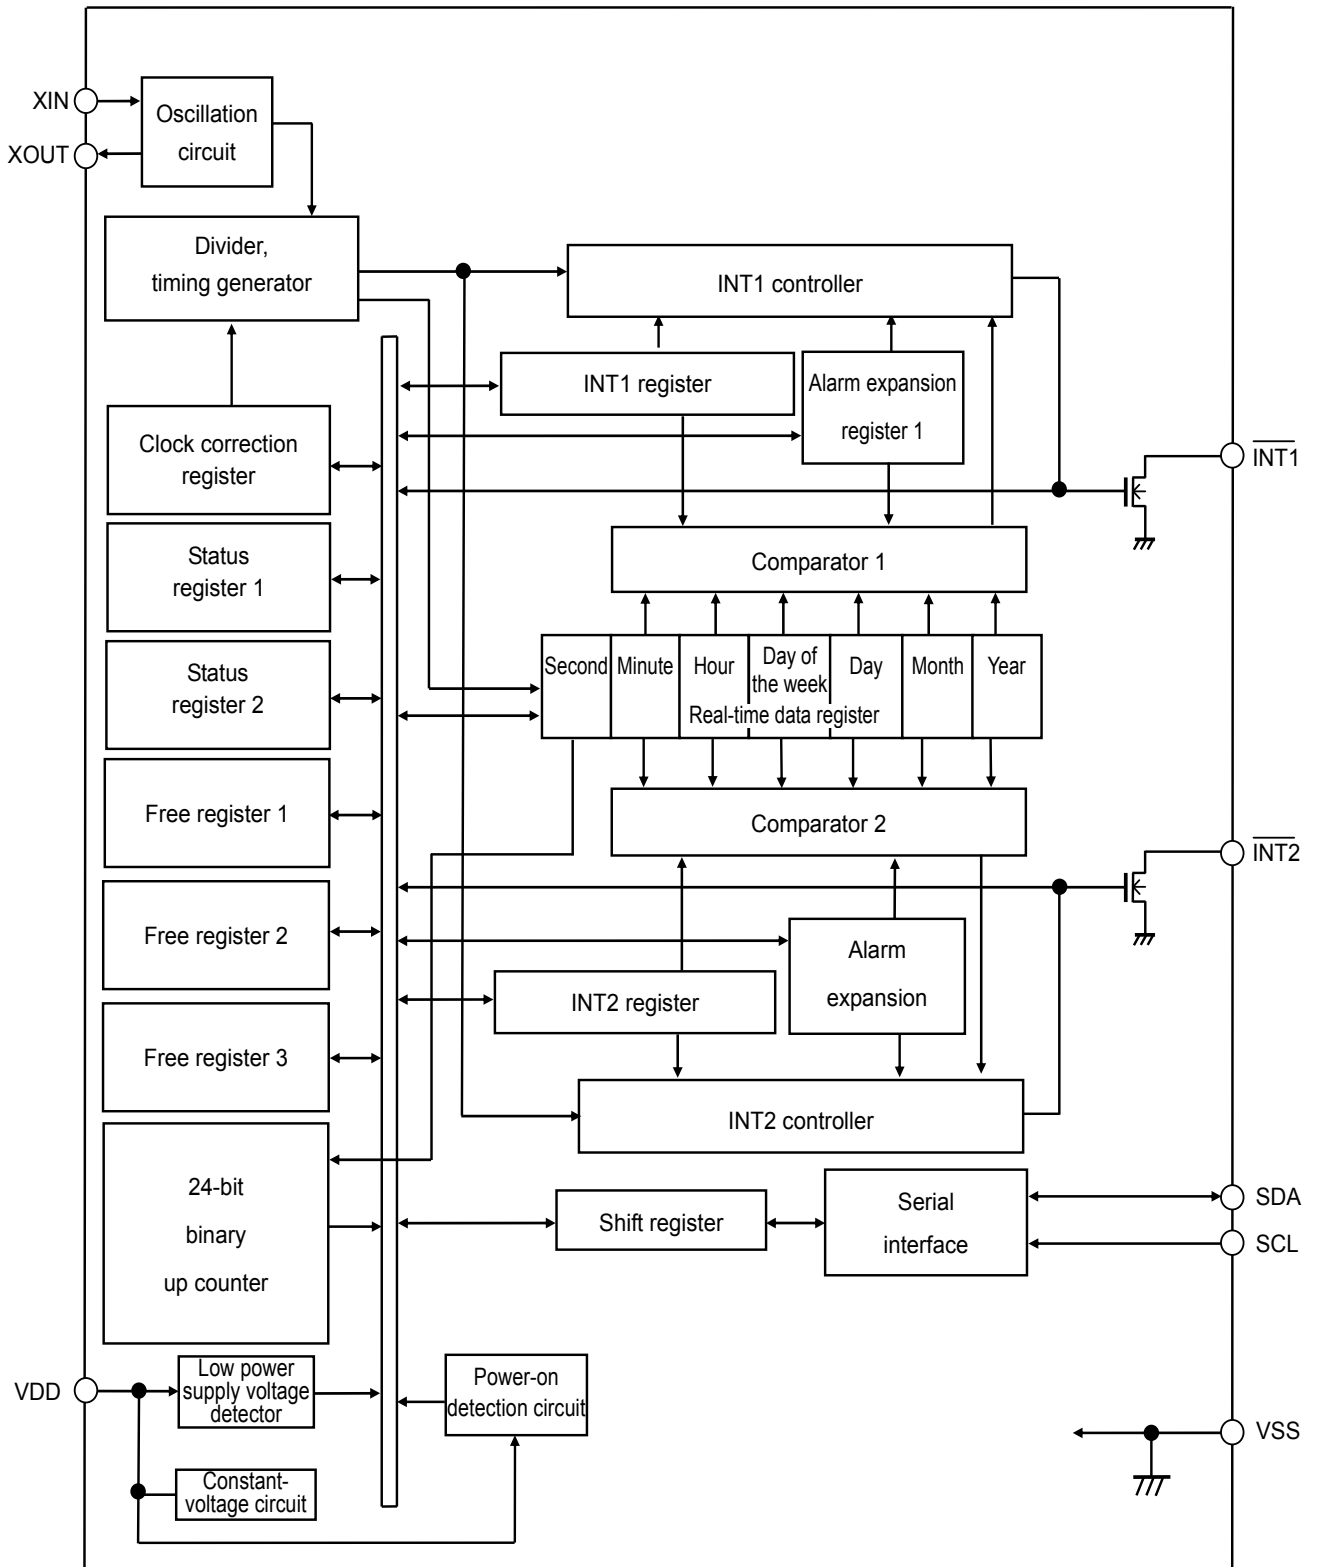 XIN
Oscillation
circuit
XOUT
Divider,
timing generator
INT1 controller
INT1 register
Alarm expansion
register 1
Clock correction
register
INT1
Status
register 1
Comparator 1
Second
Minute
Hour
Day of
the week
Day
Month
Year
Real-time data register
Status
register 2
Free register 1
Comparator 2
INT2
Free register 2
Alarm
expansion
INT2 register
Free register 3
INT2 controller
24-bit
binary
up counter
Shift register
Serial
interface
SDA
SCL
VDD
Low power
supply voltage
detector
Power-on
detection circuit
VSS
Constant-
voltage circuit